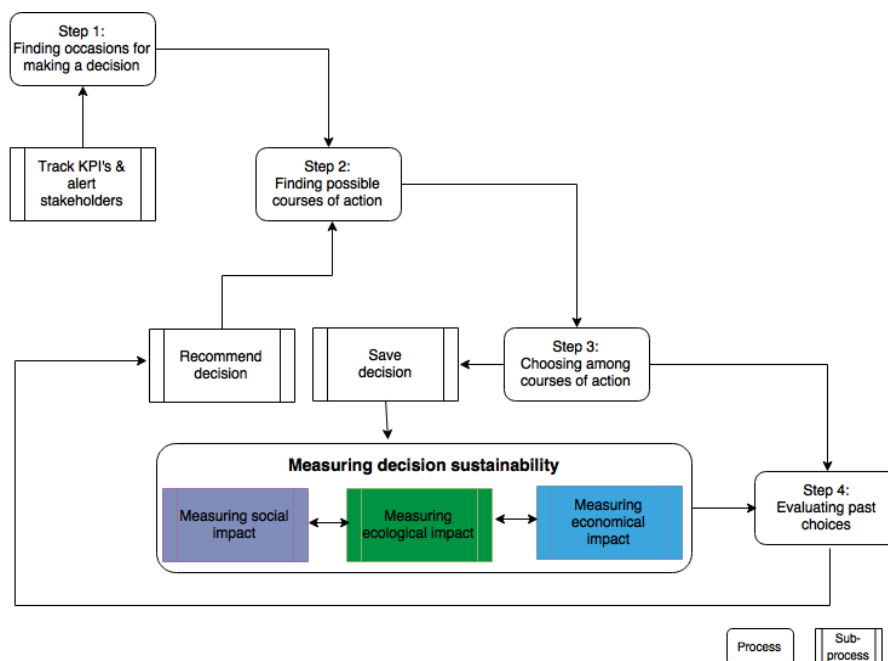 Step 1:
Finding occasions for
making a decision
Track KPI's &
alert
stakeholders
Step 2:
Finding possible
courses of action
Recommend
decision
Save
decision
Step 3:
Choosing among
courses of action
Measuring decision sustainability
Measuring social
impact
Measuring
ecological impact
Measuring
economical
impact
Step 4:
Evaluating past
choices
Process
Sub-
process